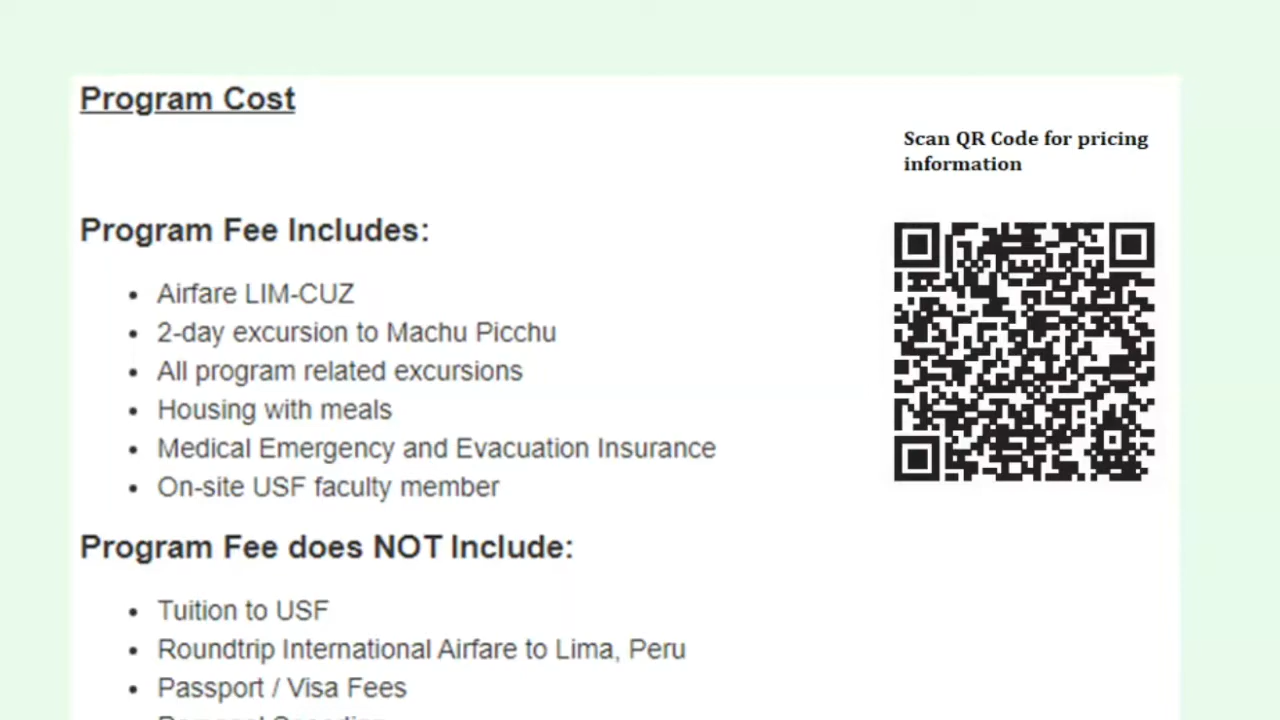 Program Cost
Scan QR Code for pricing
information
Program Fee Includes:
• Airfare LIM-CUZ
• 2-day excursion to Machu Picchu
• All program related excursions
• Housing with meals
• Medical Emergency and Evacuation Insurance
• On-site USF faculty member
Program Fee does NOT Include:
• Tuition to USF
• Roundtrip International Airfare to Lima, Peru
• Passport / Visa Fees